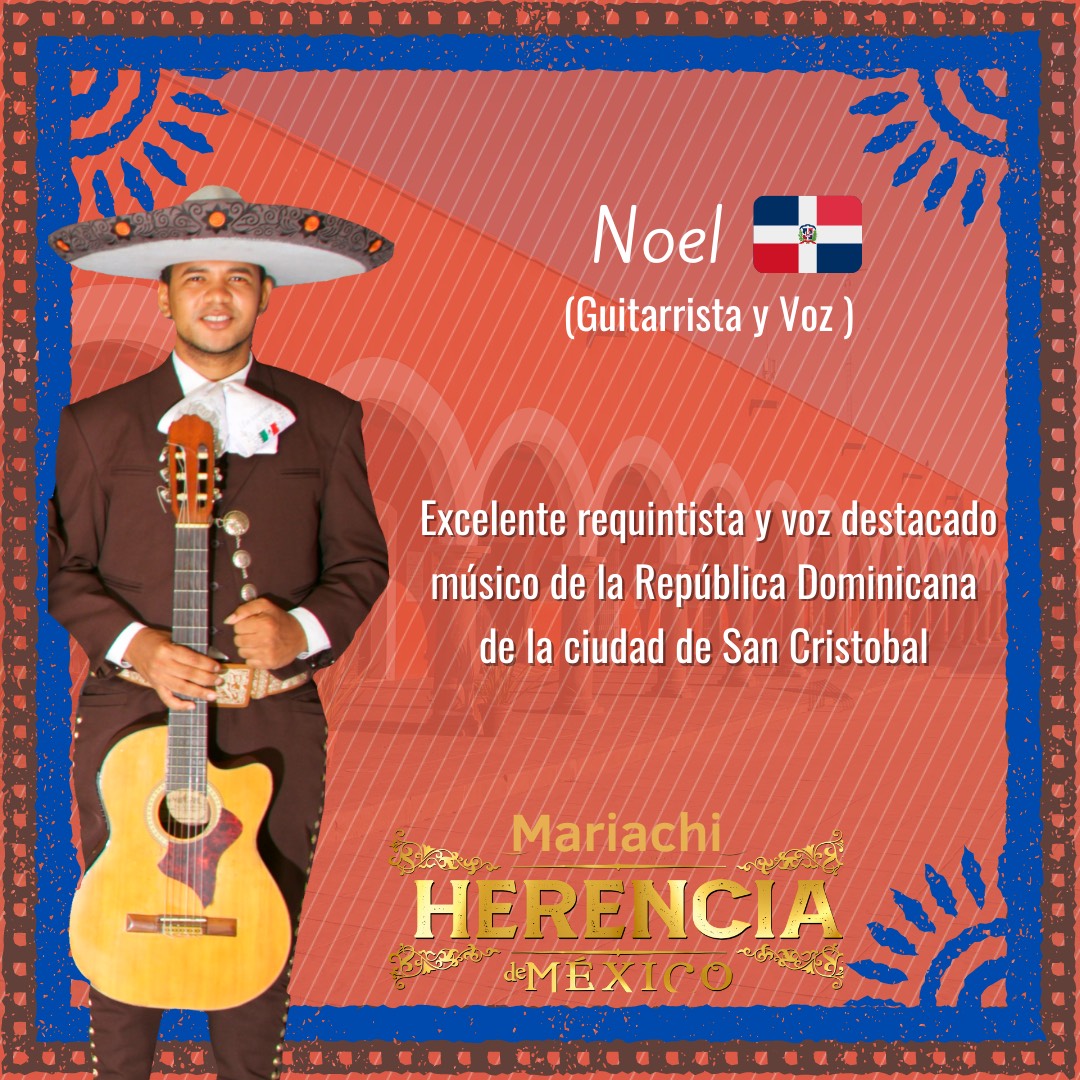 Noel
(Guitarrista y Voz )
Excelente requintista y voz destacado
músico de la República Dominicana
de la ciudad de San Cristobal
Mariachi
HERENCIA
de MÉXICO